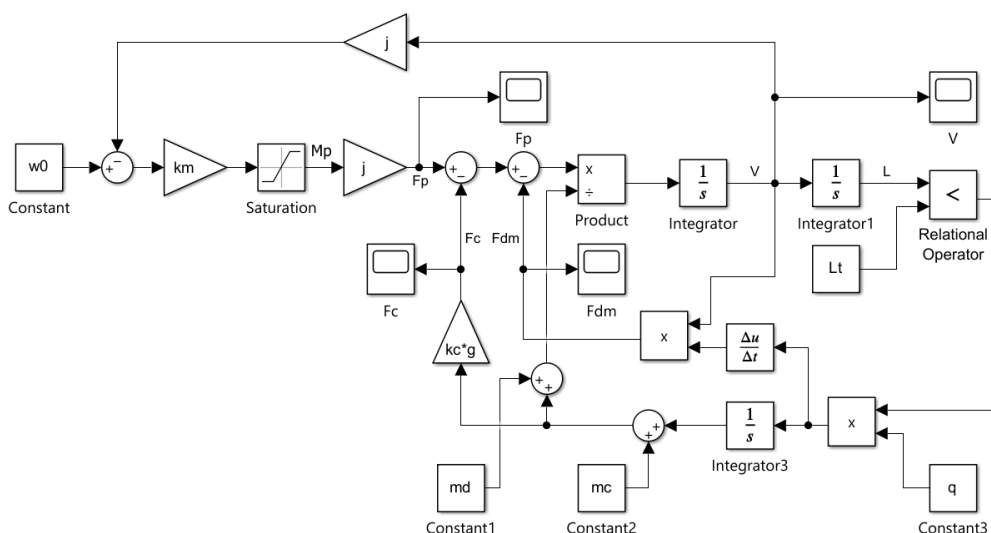 j
w0
Constant
km
Saturation
Mp
j
Fp
Fp
x
÷
Product
1
s
Integrator
V
1
s
Integrator1
L
<
Relational
Operator
V
Lt
Fc
Fdm
Fc
Fdm
kc*g
x
Δu
Δt
1
s
Integrator3
x
md
Constant1
mc
Constant2
q
Constant3